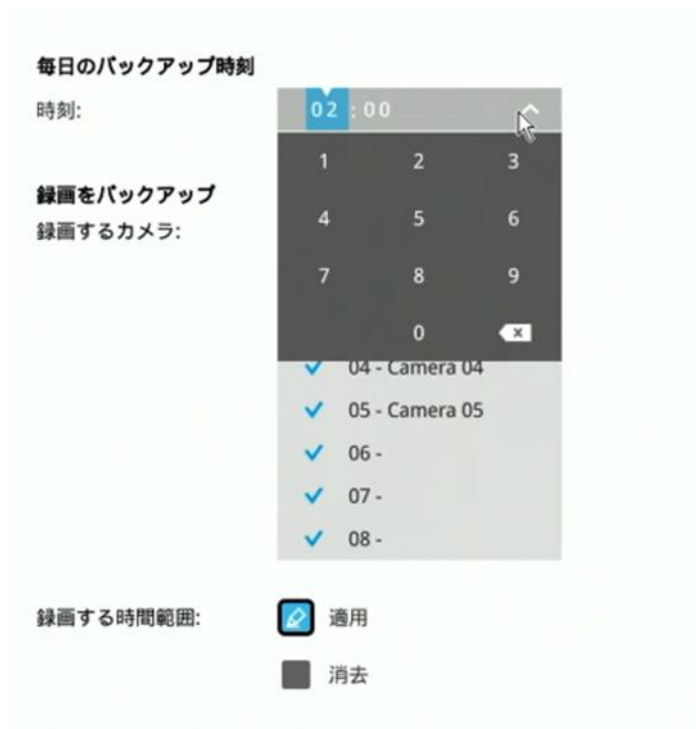 毎日のバックアップ時刻
時刻: 02:00
1 2 3
録画をバックアップ
録画するカメラ:
4 5 6
7 8 9
0
04 - Camera 04
05 - Camera 05
06 -
07 -
08 -
録画する時間範囲: 適用
消去